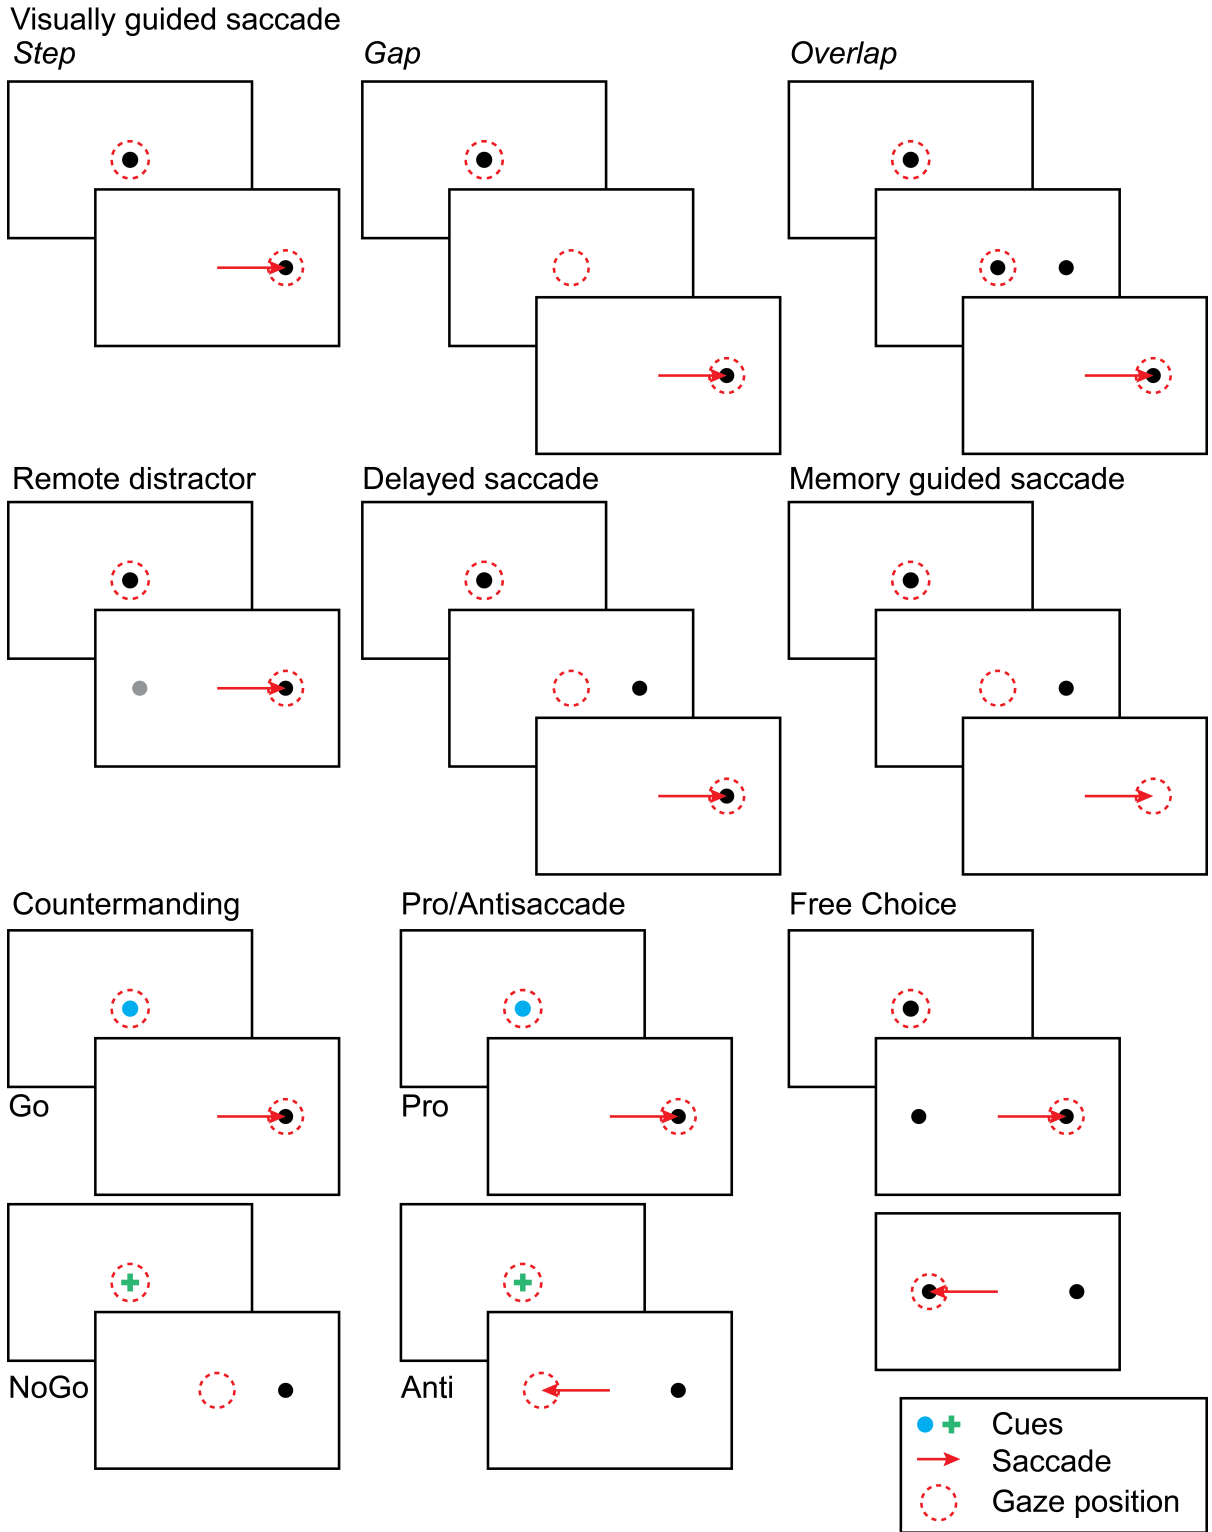 Visually guided saccade
Step
Gap
Overlap
Remote distractor
Delayed saccade
Memory guided saccade
Countermanding
Pro/Antisaccade
Free Choice
Go
Pro
NoGo
Anti
Cues
Saccade
Gaze position